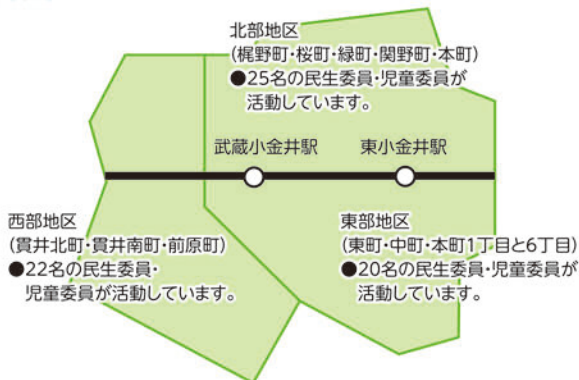 北部地区
(梶野町・桜町・緑町・関野町・本町)
●25名の民生委員・児童委員が
活動しています。
武蔵小金井駅
東小金井駅
西部地区
(貫井北町・貫井南町・前原町)
●22名の民生委員・
児童委員が活動しています。
東部地区
(東町・中町・本町1丁目と6丁目)
●20名の民生委員・児童委員が
活動しています。